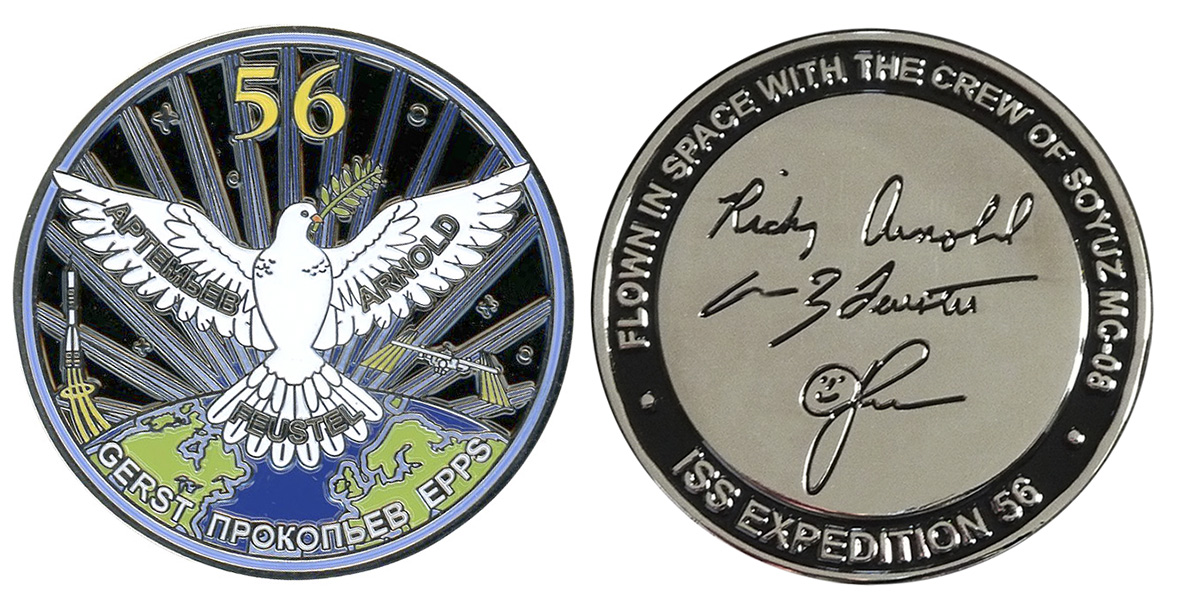 56
АРТЕМЬЕВ
ARNOLD
FEUSTEL
GERST ПРОКОПЬЕВ EPPS
FLOWN IN SPACE WITH THE CREW OF SOYUZ MC-08
Ricky Arnold
ISS EXPEDITION 56